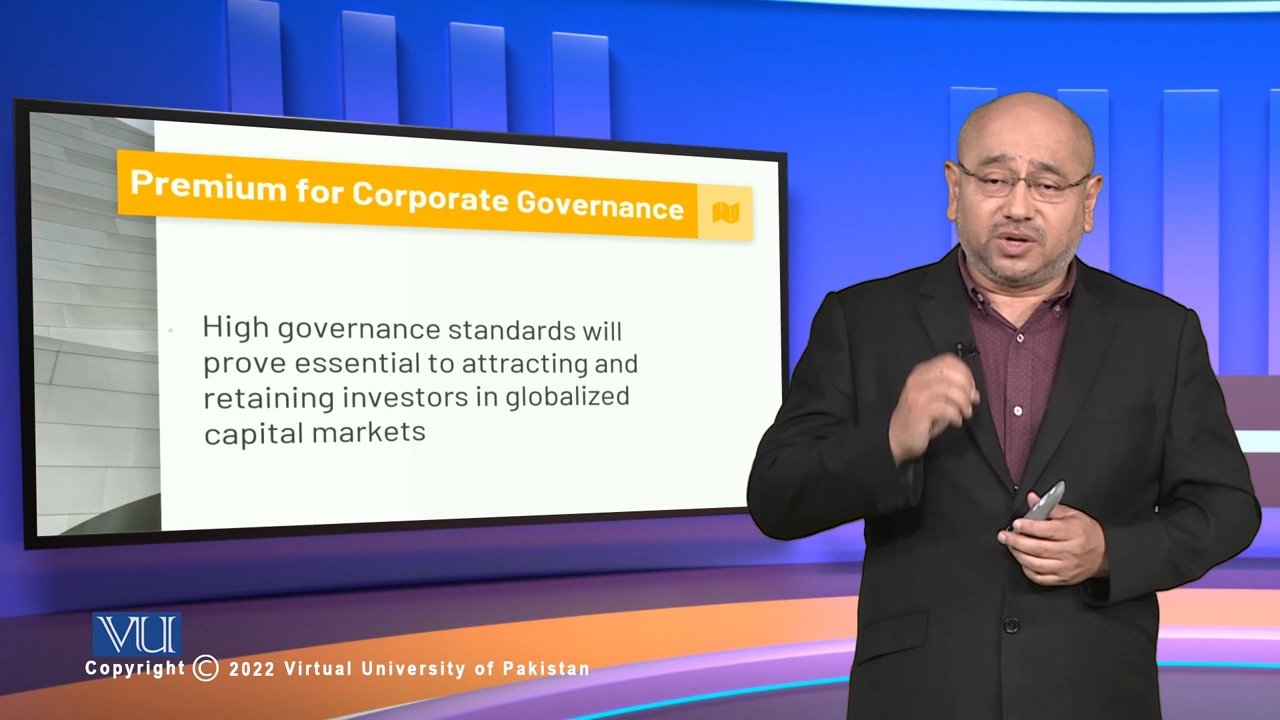 Premium for Corporate Governance
High governance standards will
prove essential to attracting and
retaining investors in globalized
capital markets
VU
Copyright © 2022 Virtual University of Pakistan